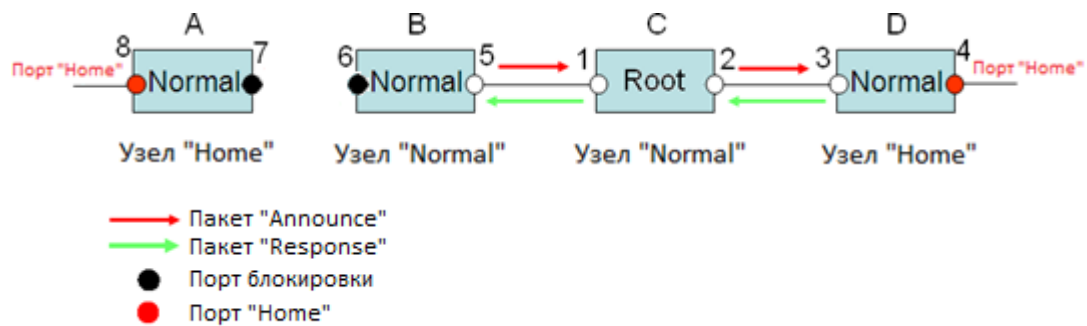 A B C D
8 7 6 5 1 2 3 4
Порт "Home" Normal Normal Root Normal Порт "Home"
Узел "Home" Узел "Normal" Узел "Normal" Узел "Home"
Пакет "Announce"
Пакет "Response"
Порт блокировки
Порт "Home"